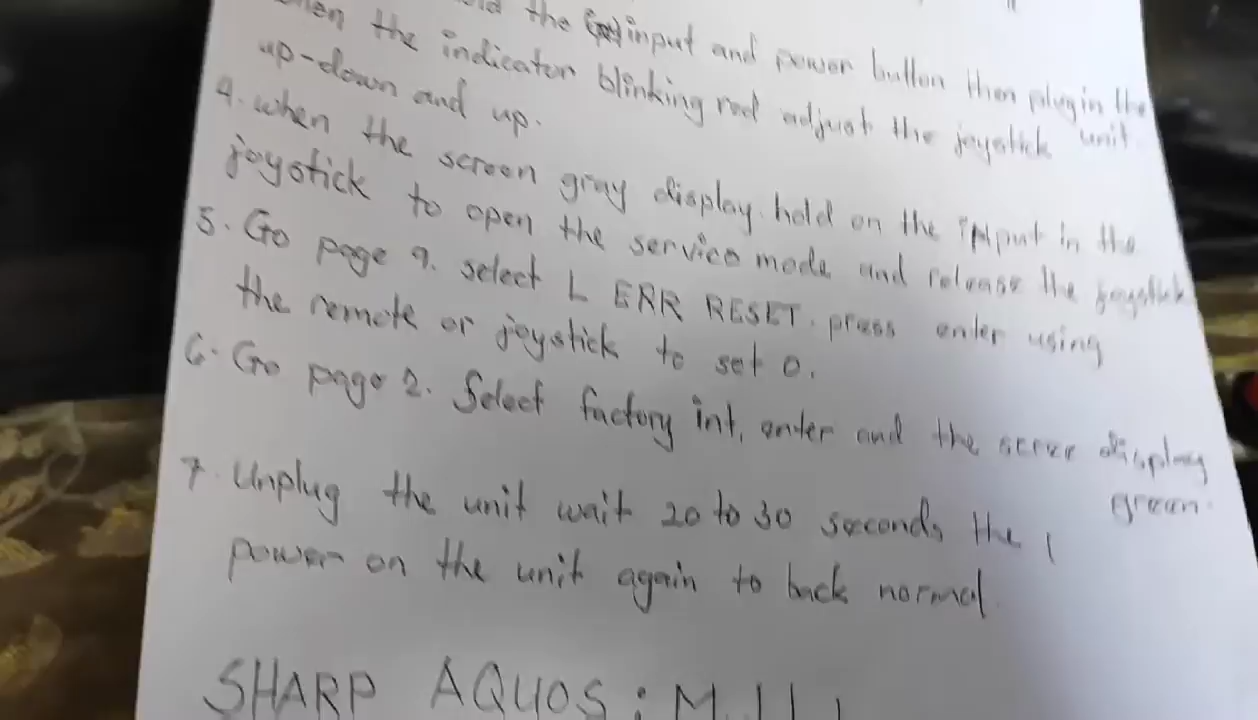 the input and power button then plug in the
the indicator blinking red adjust the joystick unit
up-down and up.
4. when the screen gray display. hold on the input in the
joystick to open the service mode and release the joystick
5. Go page 9. select L ERR RESET. press enter using
the remote or joystick to set 0.
6. Go page 2. Select factory int, enter and the display
green.
7. Unplug the unit wait 20 to 30 seconds the
power on the unit again to back normal.
SHARP AQUOS :